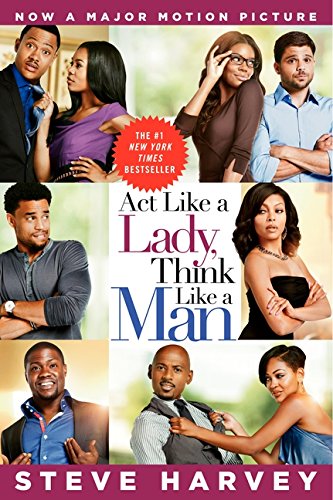 NOW A MAJOR MOTION PICTURE
THE #1
NEW YORK
TIMES
BESTSELLER
Act Like a
Lady,
Think
Like a
Man
STEVE HARVEY